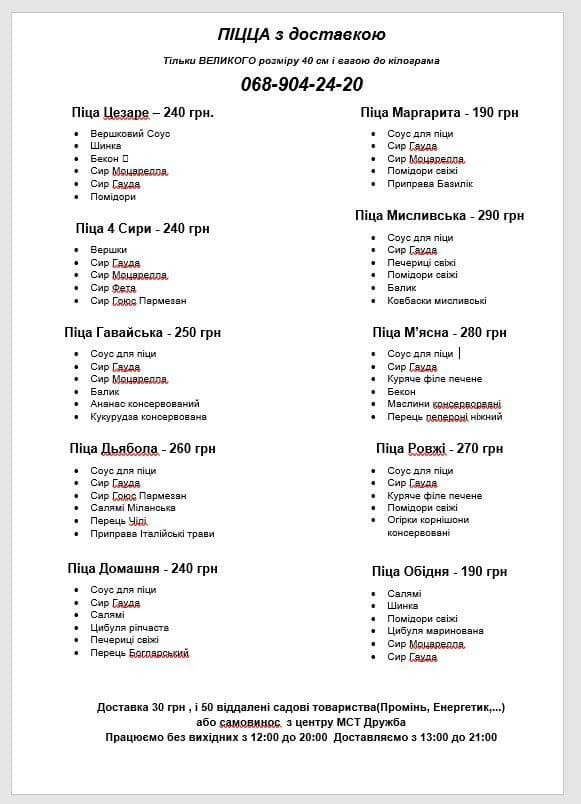 ПІЦЦА з доставкою
Тільки ВЕЛИКОГО розміру 40 см і вагою до кілограма
068-904-24-20
Піца Цезаре – 240 грн.
Вершковий Соус
Шинка
Бекон
Сир Моцарелла
Сир Гауда
Помідори
Піца 4 Сири - 240 грн
Вершки
Сир Гауда
Сир Моцарелла
Сир Фета
Сир Гоюс Пармезан
Піца Гавайська - 250 грн
Соус для піци
Сир Гауда
Сир Моцарелла
Балик
Ананас консервований
Кукурудза консервована
Піца Дьябола - 260 грн
Соус для піци
Сир Гауда
Сир Гоюс Пармезан
Салямі Міланська
Перець Чілі
Приправа Італійські трави
Піца Домашня - 240 грн
Соус для піци
Сир Гауда
Салямі
Цибуля ріпчаста
Печериці свіжі
Перець Богларський
Піца Маргарита - 190 грн
Соус для піци
Сир Гауда
Сир Моцарелла
Помідори свіжі
Приправа Базилік
Піца Мисливська - 290 грн
Соус для піци
Сир Гауда
Печериці свіжі
Помідори свіжі
Балик
Ковбаски мисливські
Піца М’ясна - 280 грн
Соус для піци
Сир Гауда
Куряче філе печене
Бекон
Маслини консерворвані
Перець пепероні ніжний
Піца Ровжі - 270 грн
Соус для піци
Сир Гауда
Куряче філе печене
Помідори свіжі
Огірки корнішони
консервовані
Піца Обідня - 190 грн
Салямі
Шинка
Помідори свіжі
Цибуля маринована
Сир Моцарелла
Сир Гауда
Доставка 30 грн , і 50 віддалені садові товариства(Промінь, Енергетик,...)
або самовинос з центру МСТ Дружба
Працюємо без вихідних з 12:00 до 20:00 Доставляємо з 13:00 до 21:00